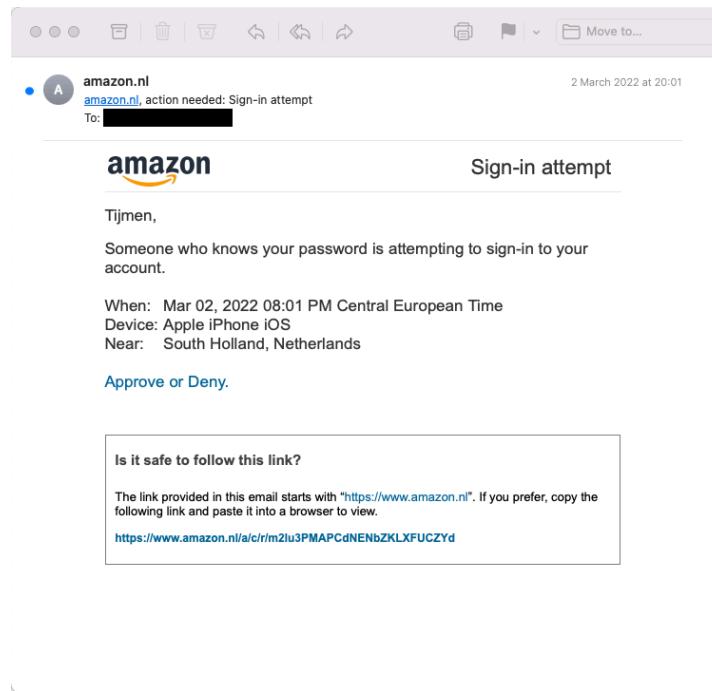 Move to...
A
amazon.nl
2 March 2022 at 20:01
amazon.nl, action needed: Sign-in attempt
To:
amazon
Sign-in attempt
Tijmen,
Someone who knows your password is attempting to sign-in to your
account.
When: Mar 02, 2022 08:01 PM Central European Time
Device: Apple iPhone iOS
Near: South Holland, Netherlands
Approve or Deny.
Is it safe to follow this link?
The link provided in this email starts with “https://www.amazon.nl”. If you prefer, copy the
following link and paste it into a browser to view.
https://www.amazon.nl/a/c/r/m2lu3PMAPCdNENbZKLXFUCZYd